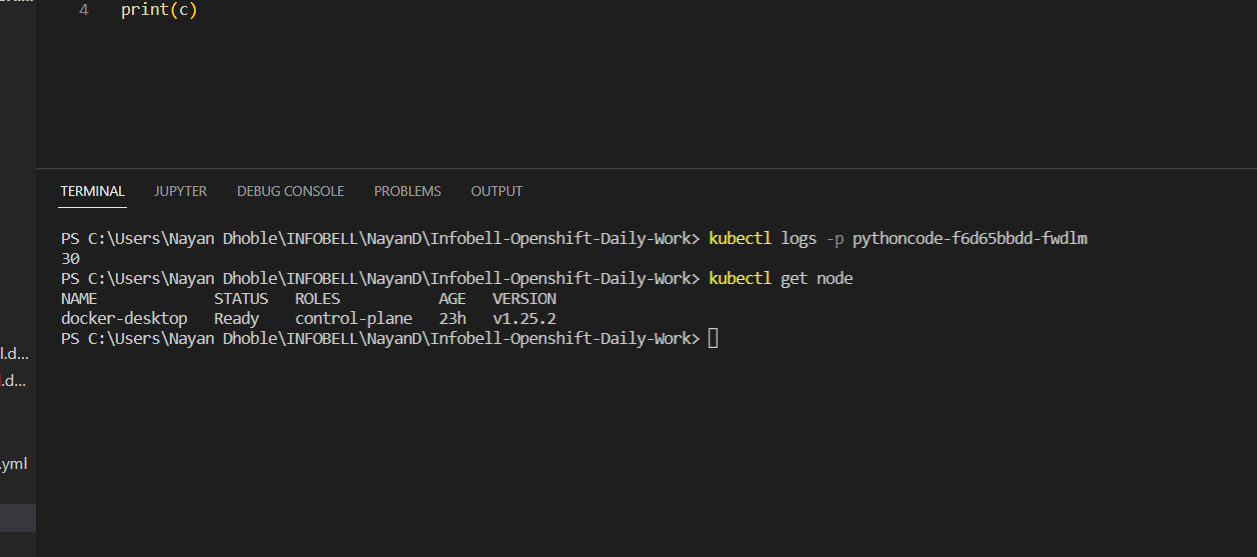 4 print(c)
TERMINAL JUPYTER DEBUG CONSOLE PROBLEMS OUTPUT
PS C:\Users\Nayan Dhoble\INFOBELL\NayanD\Infobell-Openshift-Daily-Work> kubectl logs -p pythoncode-f6d65bbdd-fwdlm
30
PS C:\Users\Nayan Dhoble\INFOBELL\NayanD\Infobell-Openshift-Daily-Work> kubectl get node
NAME STATUS ROLES AGE VERSION
docker-desktop Ready control-plane 23h v1.25.2
PS C:\Users\Nayan Dhoble\INFOBELL\NayanD\Infobell-Openshift-Daily-Work>
l.d...
.d...
.yml